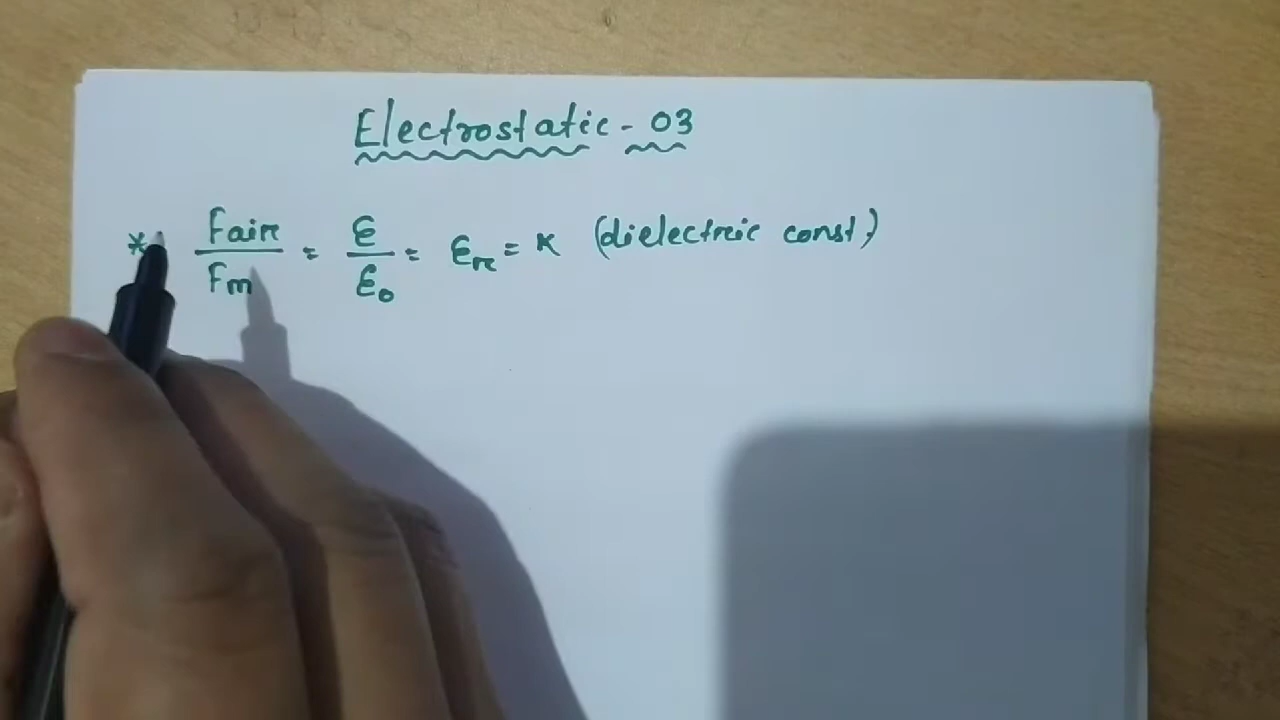 Electrostatic - 03
* Fair / Fm = ε / ε0 = εr = K (dielectric const)